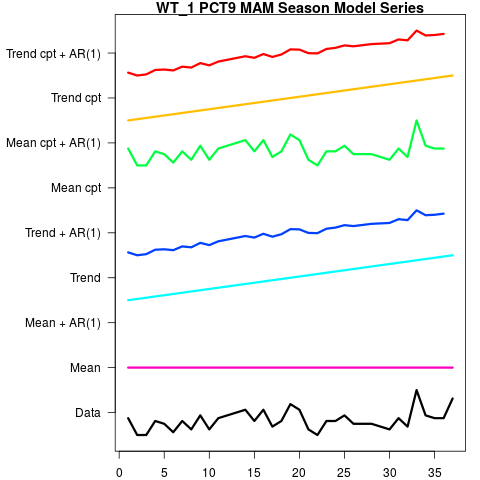 WT_1 PCT9 MAM Season Model Series
Trend cpt + AR(1)
Trend cpt
Mean cpt + AR(1)
Mean cpt
Trend + AR(1)
Trend
Mean + AR(1)
Mean
Data
0 5 10 15 20 25 30 35